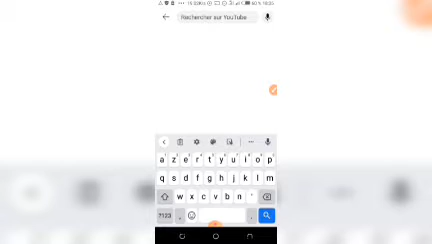 Rechercher sur YouTube
a z e r t y u i o p
q s d f g h j k l m
w x c v b n '
?123 , .